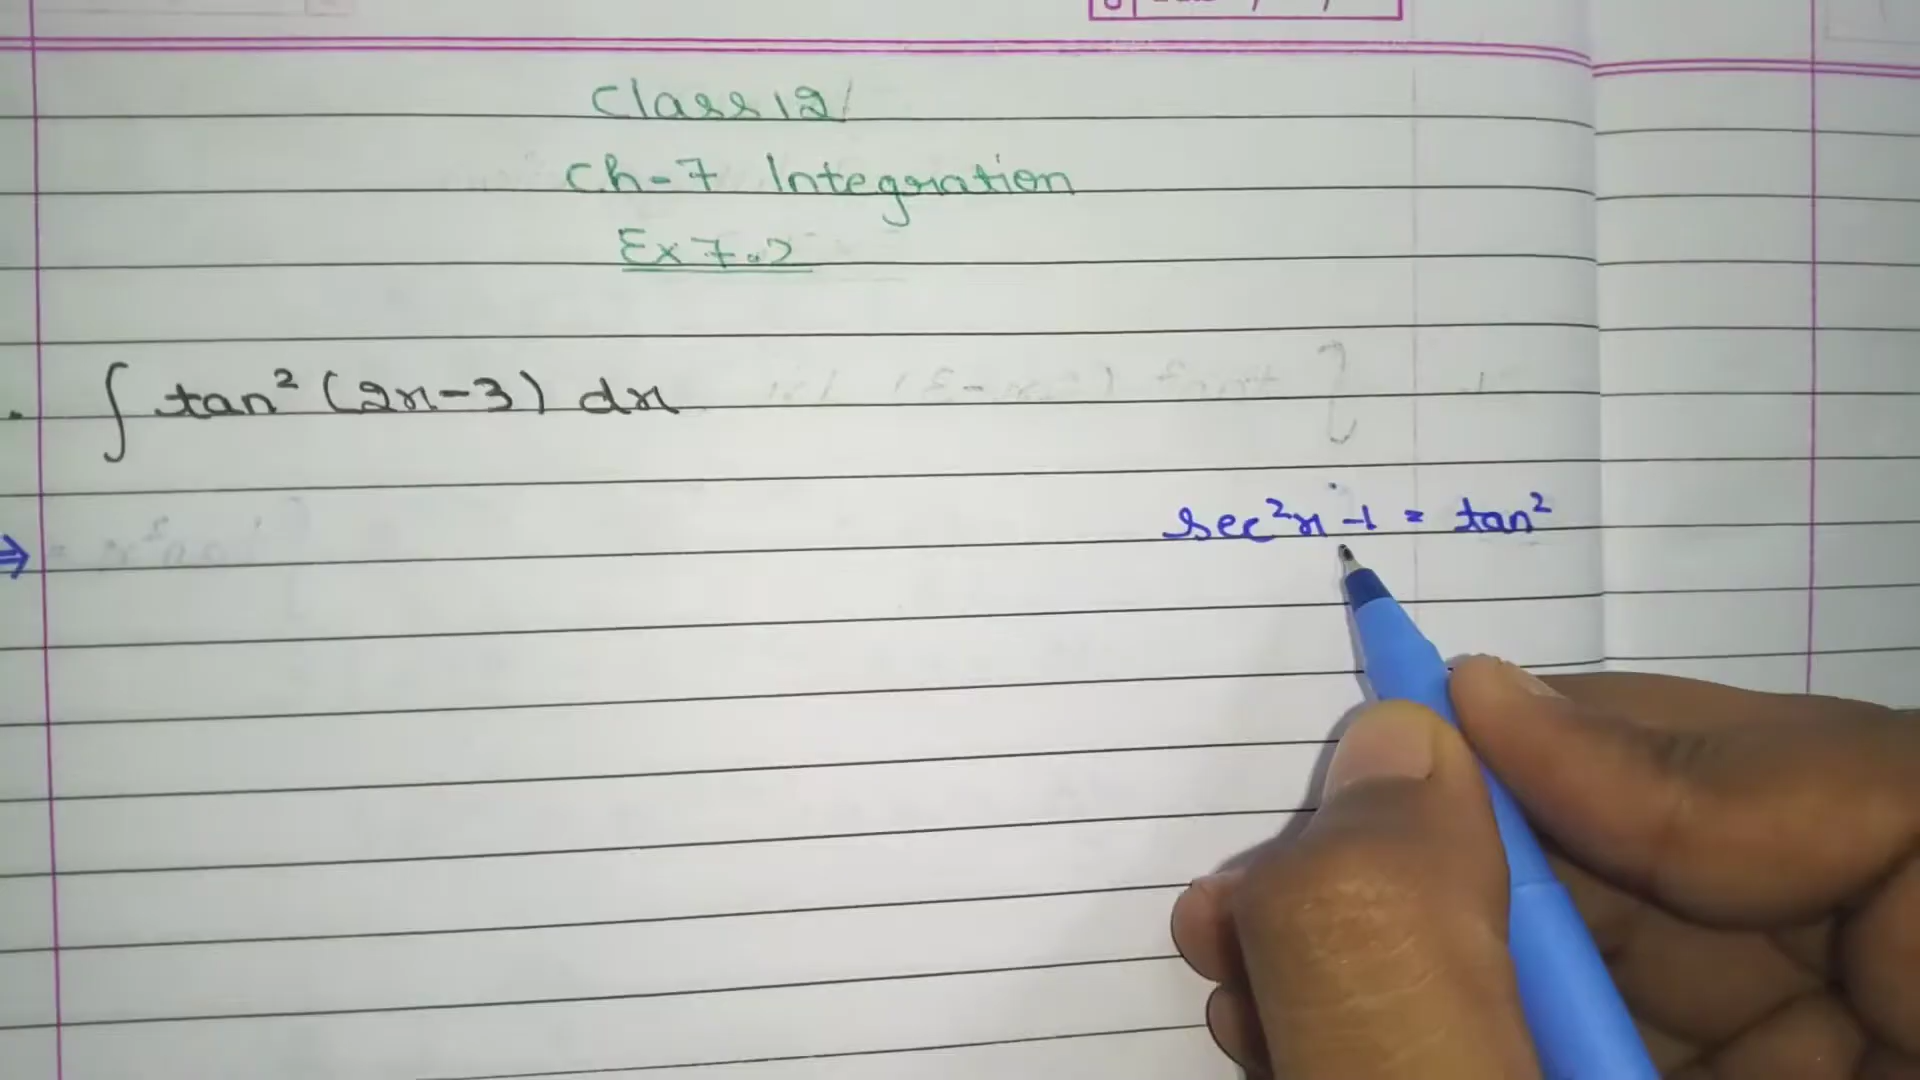 Class 12
Ch-7 Integration
Ex 7.2
∫ tan² (2x-3) dx
sec²x -1 = tan²
⇒